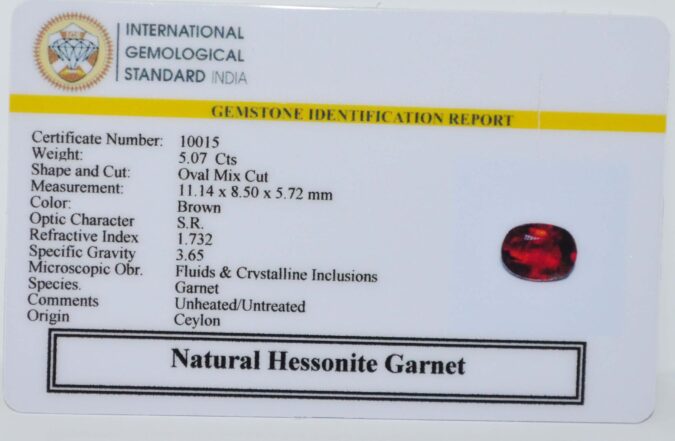 INTERNATIONAL
GEMOLOGICAL
STANDARD INDIA
GEMSTONE IDENTIFICATION REPORT
Certificate Number: 10015
Weight: 5.07 Cts
Shape and Cut: Oval Mix Cut
Measurement: 11.14 x 8.50 x 5.72 mm
Color: Brown
Optic Character S.R.
Refractive Index 1.732
Specific Gravity 3.65
Microscopic Obr. Fluids & Crystalline Inclusions
Species. Garnet
Comments Unheated/Untreated
Origin Ceylon
Natural Hessonite Garnet